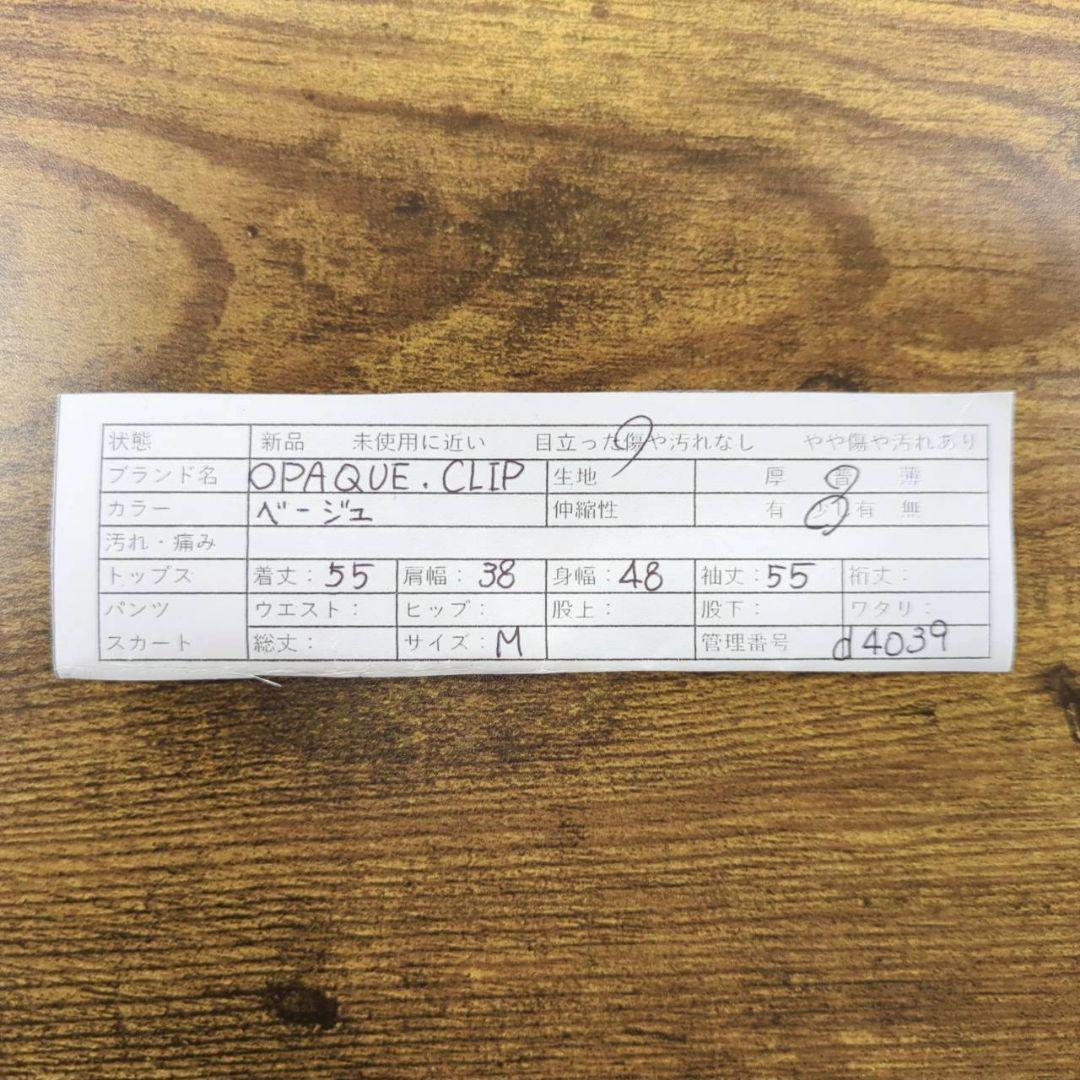 状態 新品 未使用に近い 目立った傷や汚れなし やや傷や汚れあり
ブランド名 OPAQUE.CLIP 生地 厚 普 薄
カラー ベージュ 伸縮性 有 少し有 無
汚れ・痛み
トップス 着丈:55 肩幅:38 身幅:48 袖丈:55 裄丈:
パンツ ウエスト: ヒップ: 股上: 股下: ワタリ:
スカート 総丈: サイズ:M 管理番号 d4039